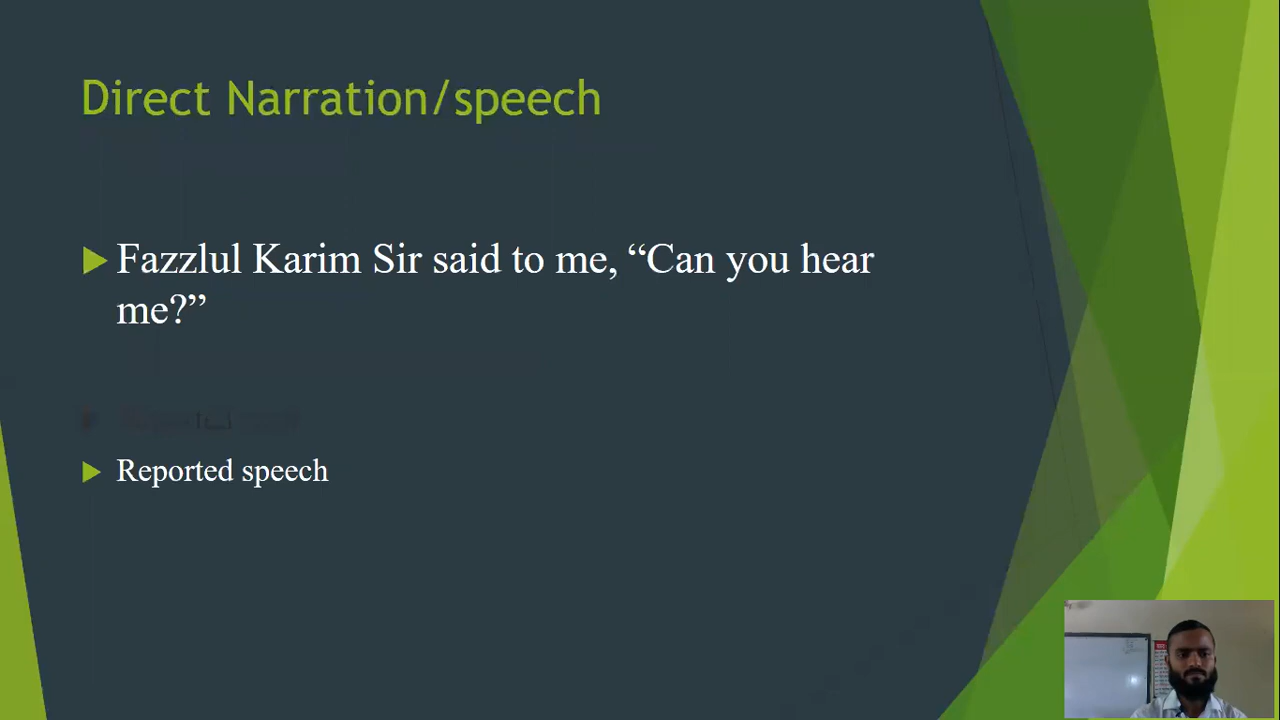 Direct Narration/speech
Fazzlul Karim Sir said to me, “Can you hear
me?”
Reported speech